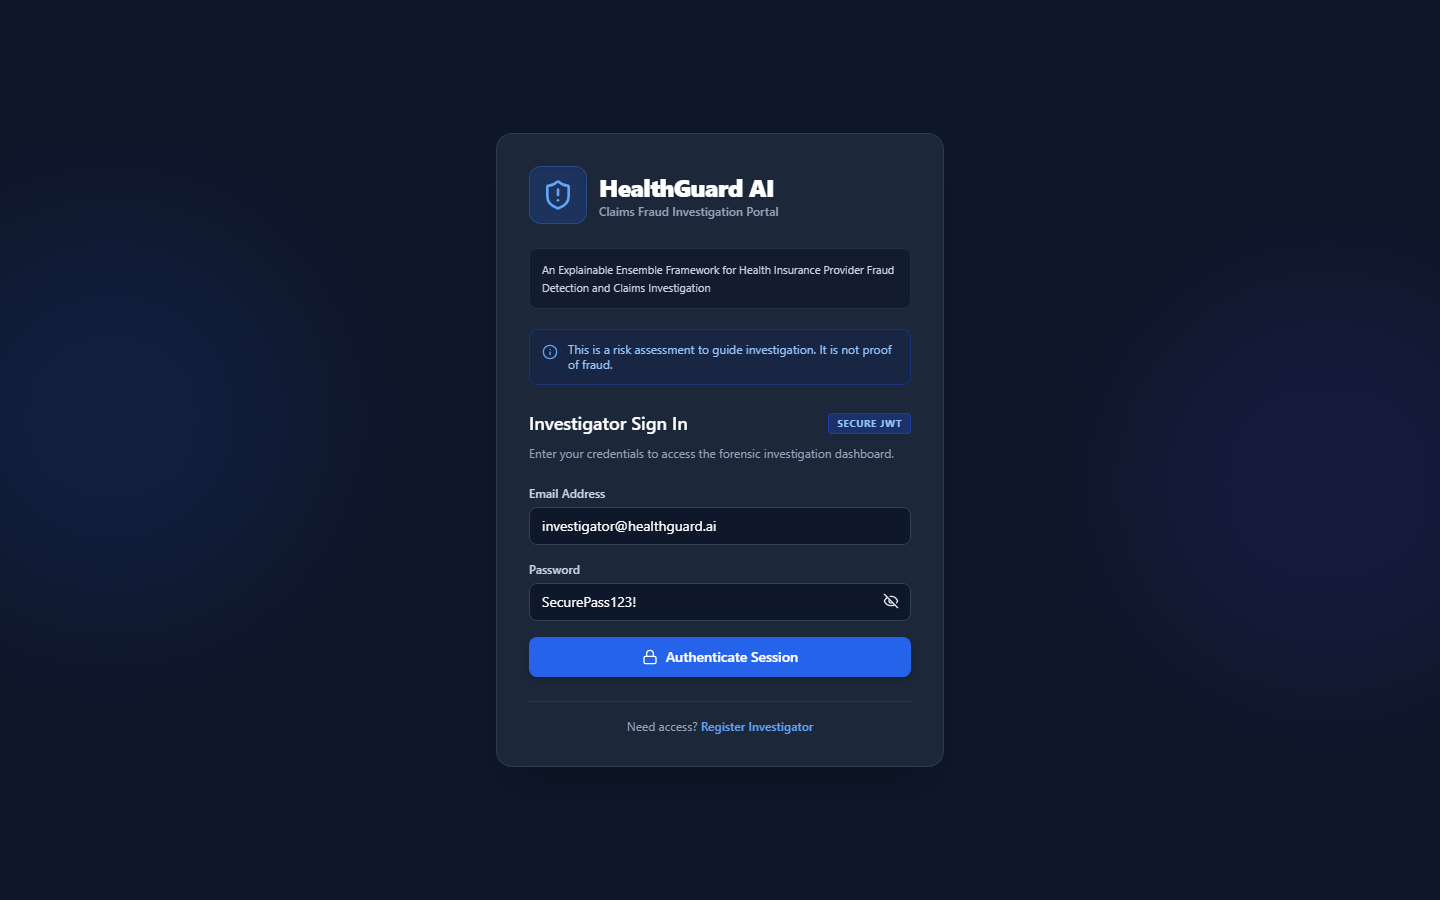 HealthGuard AI
Claims Fraud Investigation Portal
An Explainable Ensemble Framework for Health Insurance Provider Fraud
Detection and Claims Investigation
This is a risk assessment to guide investigation. It is not proof
of fraud.
Investigator Sign In
SECURE JWT
Enter your credentials to access the forensic investigation dashboard.
Email Address
investigator@healthguard.ai
Password
SecurePass123!
Authenticate Session
Need access? Register Investigator